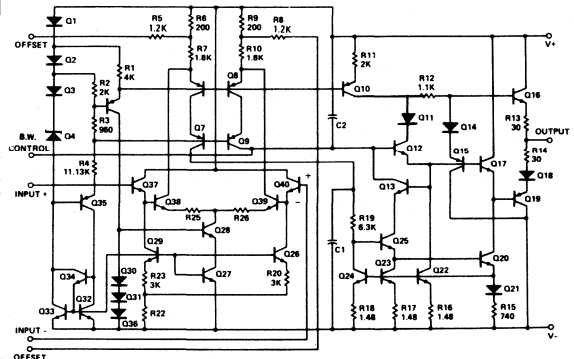 Q1
R5
1.2K
R6
200
R9
200
R8
1.2K
OFFSET
V+
Q2
R1
4K
R7
1.8K
R10
1.8K
R11
2K
R12
1.1K
Q3
R2
2K
Q8
Q10
Q16
R3
960
Q11
Q14
R13
30
B.W.
CONTROL
Q4
Q7
Q9
C2
Q12
Q15
Q17
OUTPUT
R14
30
R4
11.13K
Q18
INPUT +
Q35
Q37
Q38
Q39
Q40
+
−
Q13
Q19
R25
R26
R19
6.3K
Q28
Q25
Q29
Q26
C1
Q20
Q34
Q27
Q24
Q23
Q22
Q30
R23
3K
R20
3K
Q21
Q33
Q32
Q31
R22
R18
1.48
R17
1.48
R16
1.48
R15
740
Q36
INPUT -
V−
OFFSET